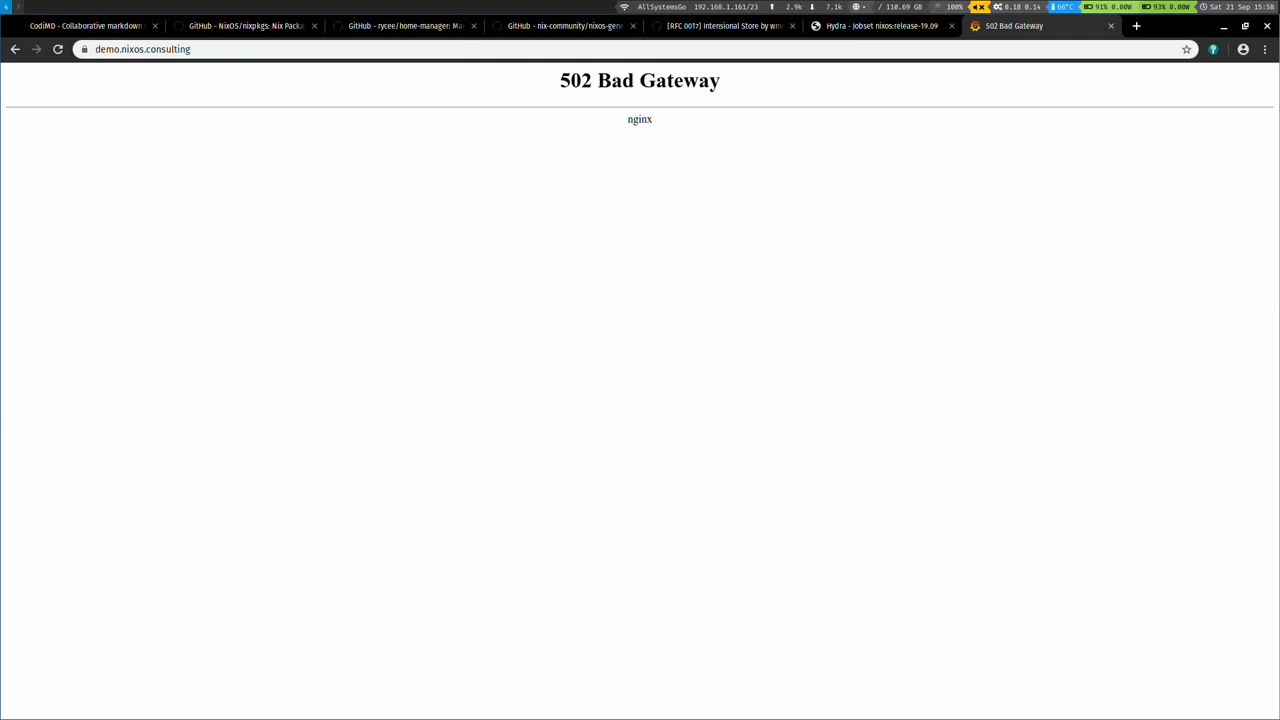 4 7 AllSystemsGo 192.168.1.161/23 2.9k 7.1k / 110.69 GB 100% 0.18 0.14 66°C 91% 0.00W 93% 0.00W Sat 21 Sep 15:58
CodiMD - Collaborative markdown GitHub - NixOS/nixpkgs: Nix Packa GitHub - rycee/home-manager: Ma GitHub - nix-community/nixos-gene [RFC 0017] Intensional Store by wm Hydra - Jobset nixos:release-19.09 502 Bad Gateway
demo.nixos.consulting
502 Bad Gateway
nginx